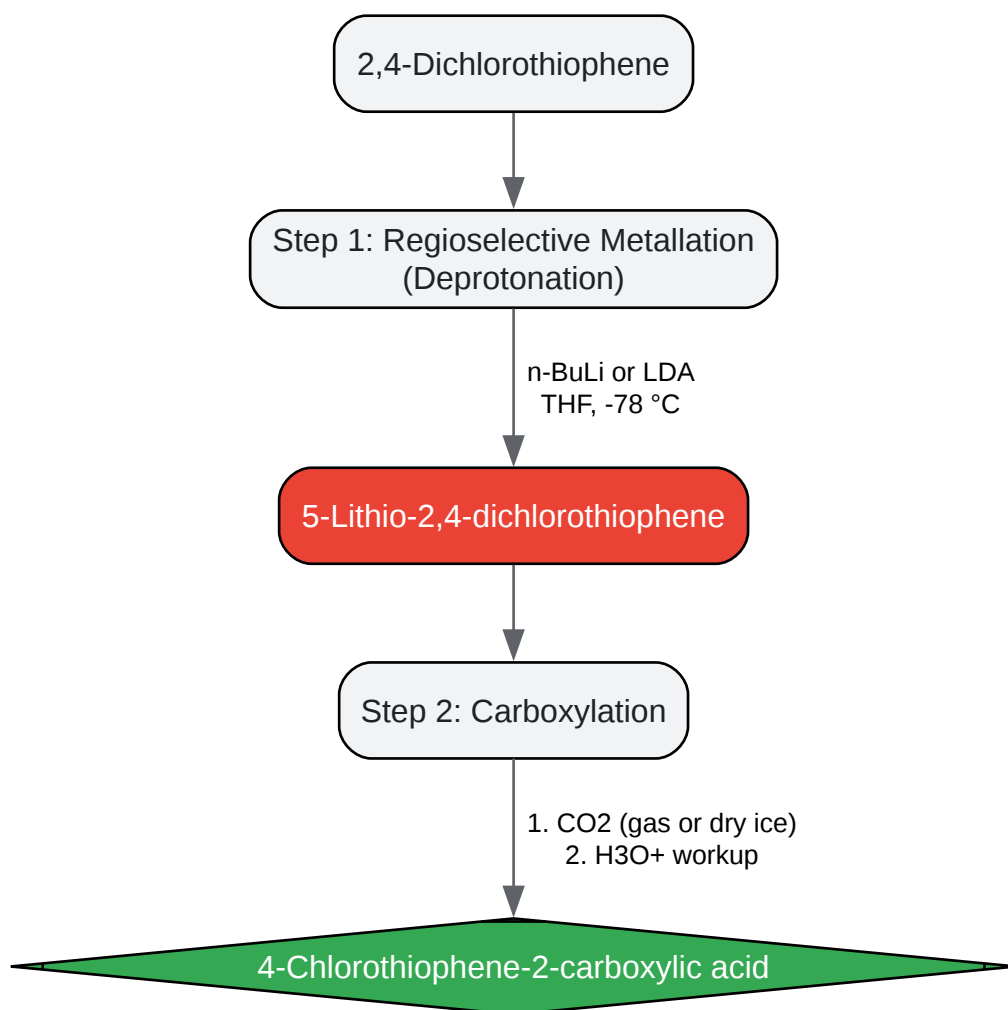 2,4-Dichlorothiophene
Step 1: Regioselective Metallation
(Deprotonation)
n-BuLi or LDA
THF, -78 °C
5-Lithio-2,4-dichlorothiophene
Step 2: Carboxylation
1. CO2 (gas or dry ice)
2. H3O+ workup
4-Chlorothiophene-2-carboxylic acid